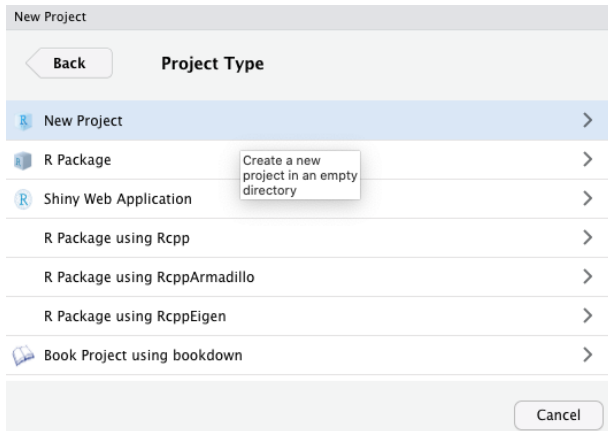 New Project
Back
Project Type
R New Project
R R Package
Create a new
project in an empty
directory
R Shiny Web Application
R Package using Rcpp
R Package using RcppArmadillo
R Package using RcppEigen
Book Project using bookdown
Cancel